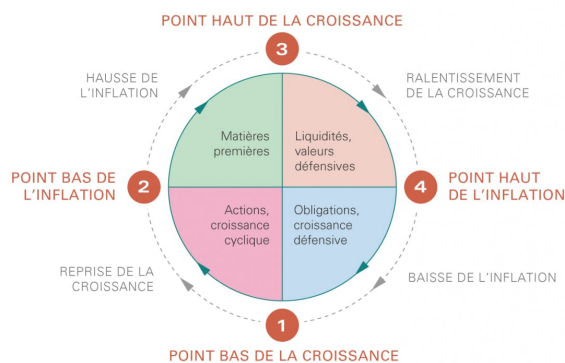 POINT HAUT DE LA CROISSANCE
3
HAUSSE DE
L'INFLATION
RALENTISSEMENT
DE LA CROISSANCE
Matières
premières
Liquidités,
valeurs
défensives
POINT BAS DE
L'INFLATION
2
4
POINT HAUT
DE L'INFLATION
Actions,
croissance
cyclique
Obligations,
croissance
défensive
REPRISE DE LA
CROISSANCE
BAISSE DE L'INFLATION
1
POINT BAS DE LA CROISSANCE